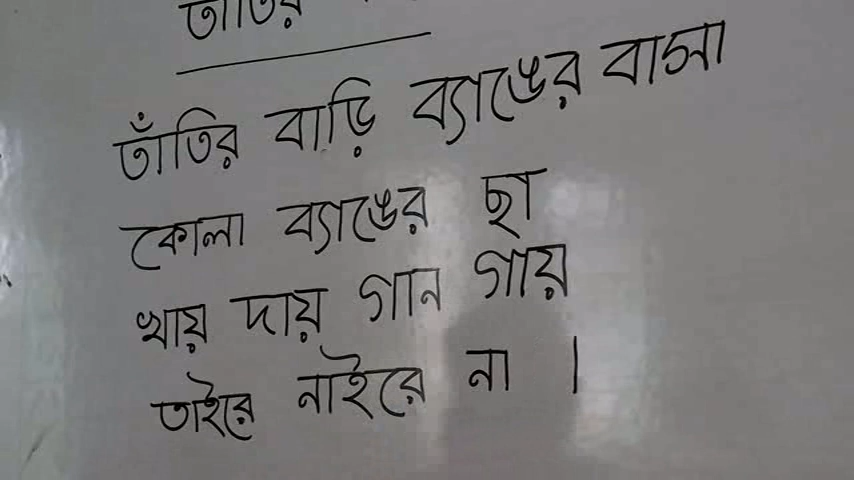 তাঁতির
তাঁতির বাড়ি ব্যাঙের বাসা
কোলা ব্যাঙের ছা
খায় দায় গান গায়
তাইরে নাইরে না ।